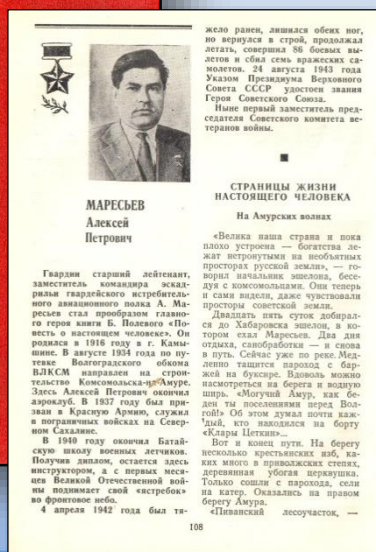 МАРЕСЬЕВ
Алексей
Петрович
Гвардии старший лейтенант,
заместитель командира эскад-
рильи гвардейского истребитель-
ного авиационного полка А. Ма-
ресьев стал прообразом главно-
го героя книги Б. Полевого «По-
весть о настоящем человеке». Он
родился в 1916 году в г. Камы-
шине. В августе 1934 года по пу-
тевке Волгоградского обкома
ВЛКСМ направлен на строи-
тельство Комсомольска-на-Амуре.
Здесь Алексей Петрович окончил
аэроклуб. В 1937 году был при-
зван в Красную Армию, служил
в пограничных войсках на Север-
ном Сахалине.
В 1940 году окончил Батай-
скую школу военных летчиков.
Получив диплом, остается здесь
инструктором, а с первых меся-
цев Великой Отечественной вой-
ны поднимает свой «ястребок»
во фронтовое небо.
4 апреля 1942 года был тя-
жело ранен, лишился обеих ног,
но вернулся в строй, продолжал
летать, совершил 86 боевых вы-
летов и сбил семь вражеских са-
молетов. 24 августа 1943 года
Указом Президиума Верховного
Совета СССР удостоен звания
Героя Советского Союза.
Ныне первый заместитель пред-
седателя Советского комитета ве-
теранов войны.
СТРАНИЦЫ ЖИЗНИ
НАСТОЯЩЕГО ЧЕЛОВЕКА
На Амурских волнах
«Велика наша страна и пока
плохо устроена — богатства ле-
жат нетронутыми на необъятных
просторах русской земли», — го-
ворил начальник эшелона, бесе-
дуя с комсомольцами. Они теперь
и сами видели, даже чувствовали
просторы советской земли.
Двадцать пять суток добирал-
ся до Хабаровска эшелон, в ко-
тором ехал Маресьев. Два дня
отдыха, санобработки — и снова
в путь. Сейчас уже по реке. Мед-
ленно тащится пароход с бар-
жей на буксире. Вдоволь можно
насмотреться на берега и водную
ширь. «Могучий Амур, как бе-
ден ты поселениями перед Вол-
гой!» Об этом думал почти каж-
дый, кто находился на борту
«Клары Цеткин»...
Вот и конец пути. На берегу
несколько крестьянских изб, ка-
ких много в приволжских степях,
деревянная убогая церквушка.
Только сошли с парохода, сели
на катер. Оказались на правом
берегу Амура.
«Пиванский лесоучасток, —
108